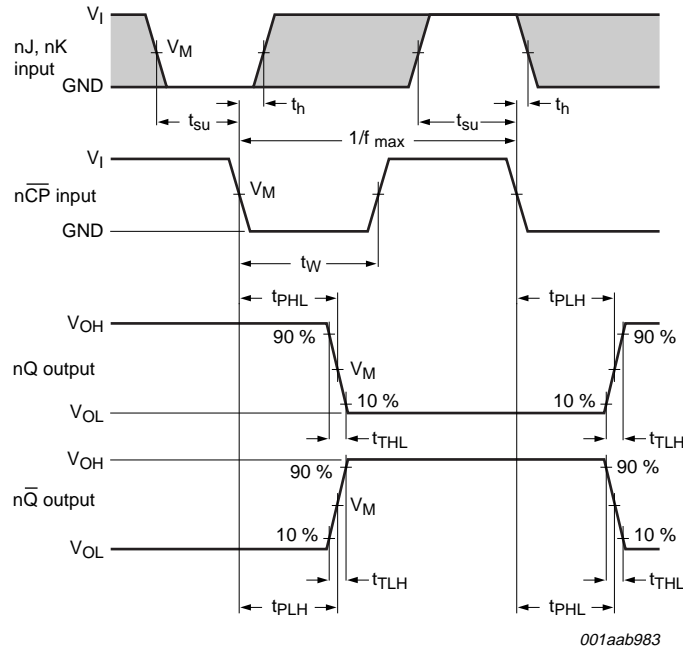 V_I
nJ, nK
input
V_M
GND
t_h
t_h
t_su
t_su
1/f_max
V_I
nC̅P̅ input
V_M
GND
t_W
t_PHL
t_PLH
V_OH
90 %
90 %
nQ output
V_M
10 %
10 %
V_OL
t_THL
t_TLH
V_OH
90 %
90 %
nQ̅ output
V_M
10 %
10 %
V_OL
t_TLH
t_THL
t_PLH
t_PHL
001aab983